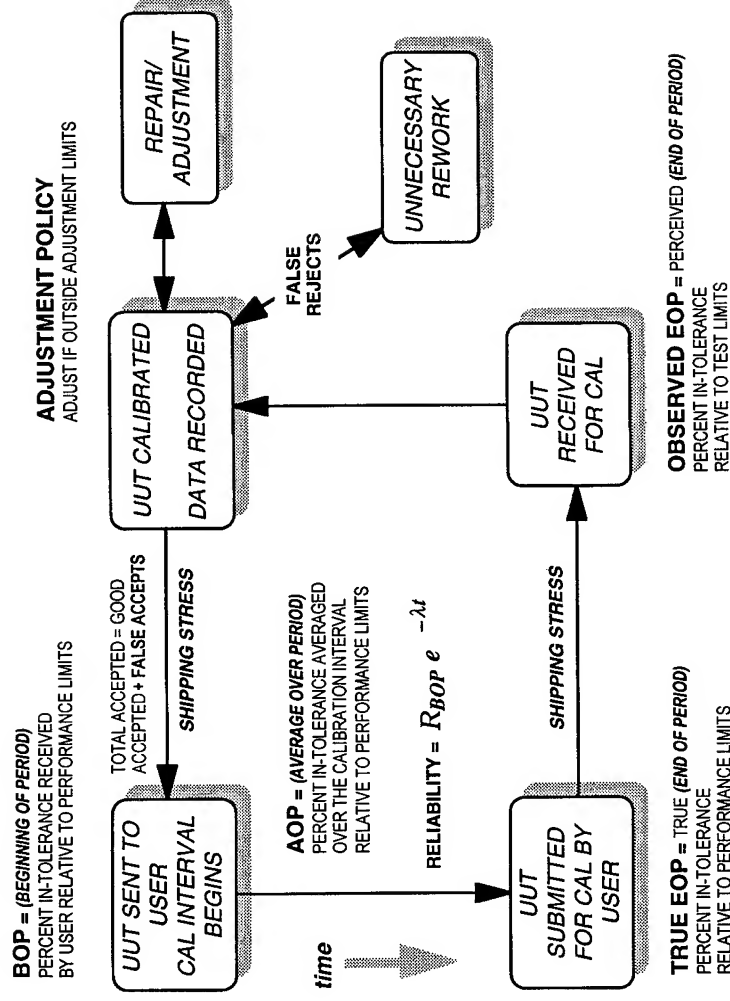 BOP = (BEGINNING OF PERIOD)
PERCENT IN-TOLERANCE RECEIVED
BY USER RELATIVE TO PERFORMANCE LIMITS
ADJUSTMENT POLICY
ADJUST IF OUTSIDE ADJUSTMENT LIMITS
UUT SENT TO
USER
CAL INTERVAL
BEGINS
TOTAL ACCEPTED = GOOD
ACCEPTED + FALSE ACCEPTS
SHIPPING STRESS
UUT CALIBRATED
DATA RECORDED
REPAIR/
ADJUSTMENT
FALSE
REJECTS
UNNECESSARY
REWORK
time
AOP = (AVERAGE OVER PERIOD)
PERCENT IN-TOLERANCE AVERAGED
OVER THE CALIBRATION INTERVAL
RELATIVE TO PERFORMANCE LIMITS
RELIABILITY = R_BOP e^-λt
UUT
SUBMITTED
FOR CAL BY
USER
SHIPPING STRESS
UUT
RECEIVED
FOR CAL
TRUE EOP = TRUE (END OF PERIOD)
PERCENT IN-TOLERANCE
RELATIVE TO PERFORMANCE LIMITS
OBSERVED EOP = PERCEIVED (END OF PERIOD)
PERCENT IN-TOLERANCE
RELATIVE TO TEST LIMITS